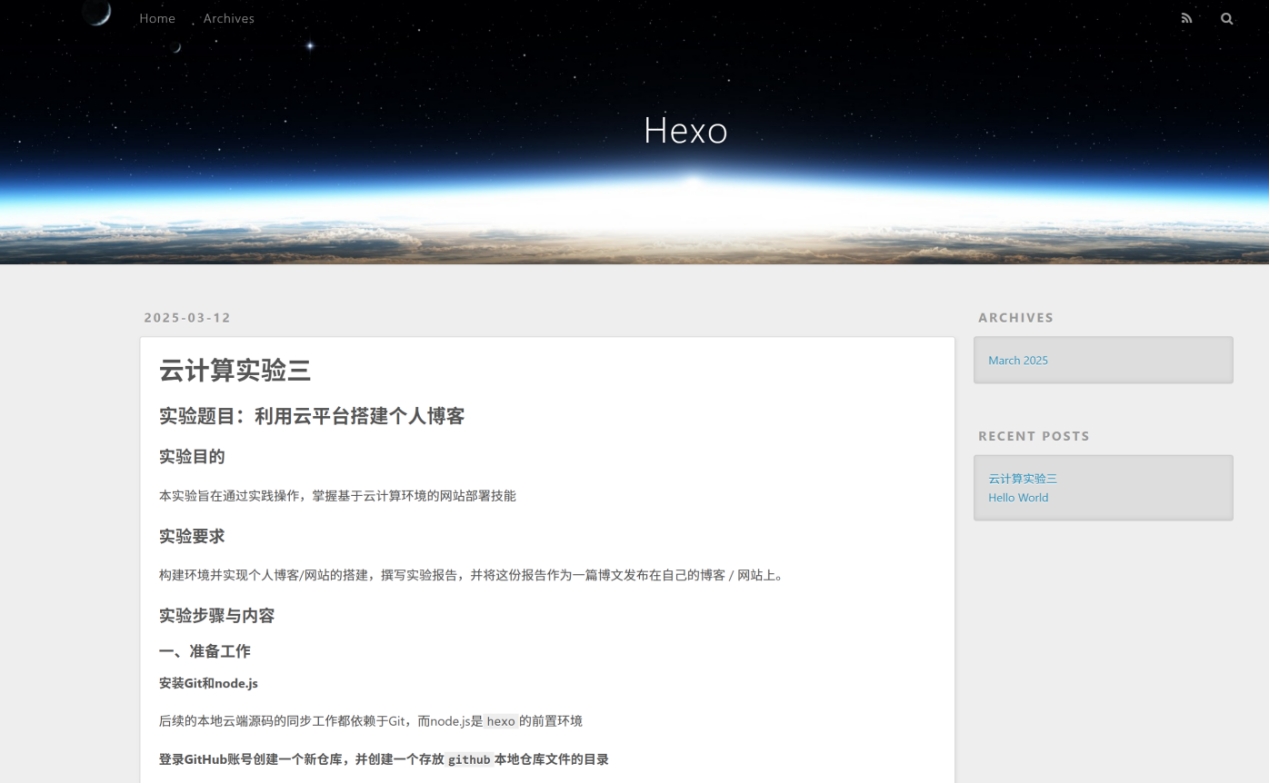 Home Archives
Hexo
2025-03-12
云计算实验三
实验题目：利用云平台搭建个人博客
实验目的
本实验旨在通过实践操作，掌握基于云计算环境的网站部署技能
实验要求
构建环境并实现个人博客/网站的搭建，撰写实验报告，并将这份报告作为一篇博文发布在自己的博客 / 网站上。
实验步骤与内容
一、准备工作
安装Git和node.js
后续的本地云端源码的同步工作都依赖于Git，而node.js是 hexo 的前置环境
登录GitHub账号创建一个新仓库，并创建一个存放 github 本地仓库文件的目录
ARCHIVES
March 2025
RECENT POSTS
云计算实验三
Hello World